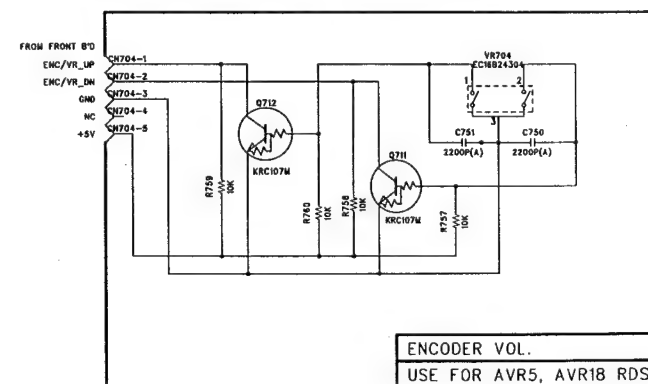 FROM FRONT B'D
ENC/VR_UP
CN704-1
ENC/VR_DN
CN704-2
GND
CN704-3
NC
CN704-4
+5V
CN704-5
VR704
EC16B24304
1
2
3
Q712
KRC107M
C751
2200P(A)
C750
2200P(A)
Q711
KRC107M
R759
10K
R760
10K
R758
10K
R757
10K
ENCODER VOL.
USE FOR AVR5, AVR18 RDS